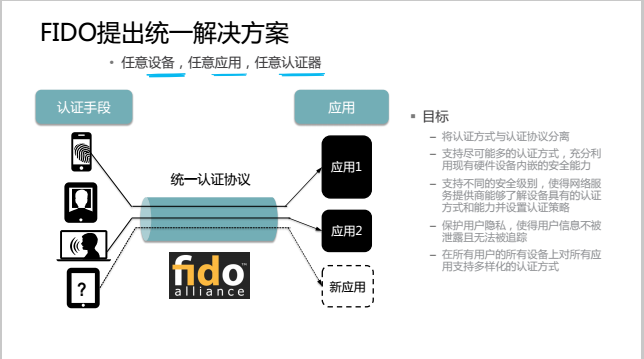 FIDO提出统一解决方案
• 任意设备，任意应用，任意认证器
认证手段
应用
统一认证协议
应用1
应用2
新应用
?
fido™
alliance
▪ 目标
– 将认证方式与认证协议分离
– 支持尽可能多的认证方式，充分利
用现有硬件设备内嵌的安全能力
– 支持不同的安全级别，使得网络服
务提供商能够了解设备具有的认证
方式和能力并设置认证策略
– 保护用户隐私，使得用户信息不被
泄露且无法被追踪
– 在所有用户的所有设备上对所有应
用支持多样化的认证方式